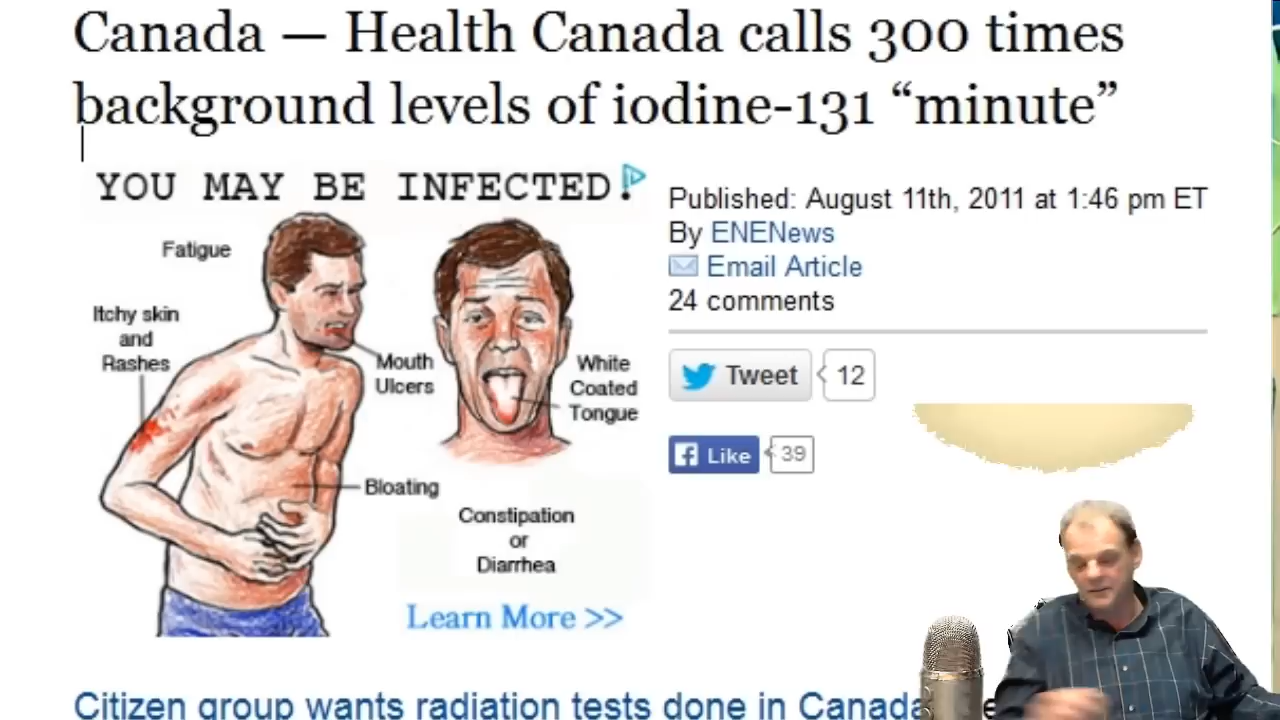 Canada — Health Canada calls 300 times
background levels of iodine-131 “minute”
YOU MAY BE INFECTED!
Fatigue
Itchy skin
and
Rashes
Mouth
Ulcers
White
Coated
Tongue
Bloating
Constipation
or
Diarrhea
Learn More >>
Published: August 11th, 2011 at 1:46 pm ET
By ENENews
Email Article
24 comments
Tweet 12
Like 39
Citizen group wants radiation tests done in Canada